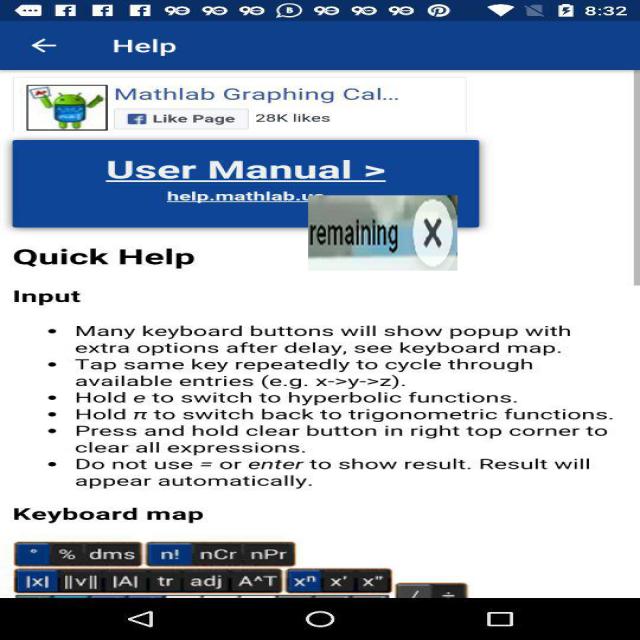 8:32
Help
Mathlab Graphing Cal...
Like Page 28K likes
User Manual >
help.mathlab.us
remaining X
Quick Help
Input
• Many keyboard buttons will show popup with
extra options after delay, see keyboard map.
• Tap same key repeatedly to cycle through
available entries (e.g. x->y->z).
• Hold e to switch to hyperbolic functions.
• Hold π to switch back to trigonometric functions.
• Press and hold clear button in right top corner to
clear all expressions.
• Do not use = or enter to show result. Result will
appear automatically.
Keyboard map
° % dms n! nCr nPr
|x| ||v|| |A| tr adj A^T xⁿ x' x"